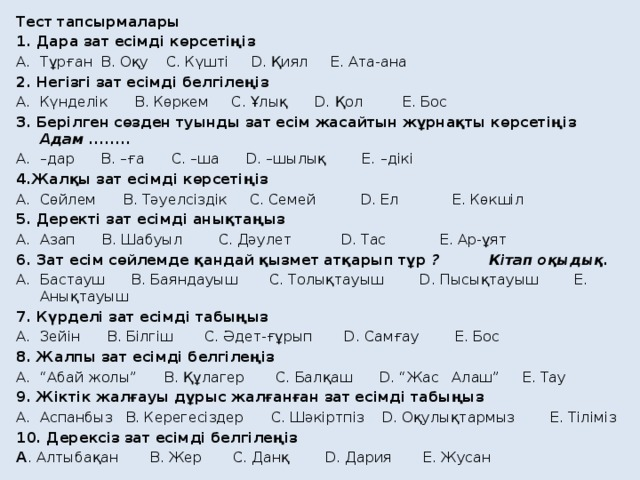 Тест тапсырмалары
1. Дара зат есімді көрсетіңіз
A. Тұрған B. Оқу C. Күшті D. Қиял E. Ата-ана
2. Негізгі зат есімді белгілеңіз
A. Күнделік B. Көркем C. Ұлық D. Қол E. Бос
3. Берілген сөзден туынды зат есім жасайтын жұрнақты көрсетіңіз
Адам ........
A. –дар B. –ға C. –ша D. –шылық E. –дікі
4.Жалқы зат есімді көрсетіңіз
A. Сөйлем B. Тәуелсіздік C. Семей D. Ел E. Көкшіл
5. Деректі зат есімді анықтаңыз
A. Азап B. Шабуыл C. Дәулет D. Тас E. Ар-ұят
6. Зат есім сөйлемде қандай қызмет атқарып тұр ? Кітап оқыдық.
A. Бастауш B. Баяндауыш C. Толықтауыш D. Пысықтауыш E.
Анықтауыш
7. Күрделі зат есімді табыңыз
A. Зейін B. Білгіш C. Әдет-ғұрып D. Самғау E. Бос
8. Жалпы зат есімді белгілеңіз
A. “Абай жолы” B. Құлагер C. Балқаш D. “Жас Алаш” E. Тау
9. Жіктік жалғауы дұрыс жалғанған зат есімді табыңыз
A. Аспанбыз B. Керегесіздер C. Шәкіртпіз D. Оқулықтармыз E. Тіліміз
10. Дерексіз зат есімді белгілеңіз
А. Алтыбақан B. Жер C. Данқ D. Дария E. Жусан